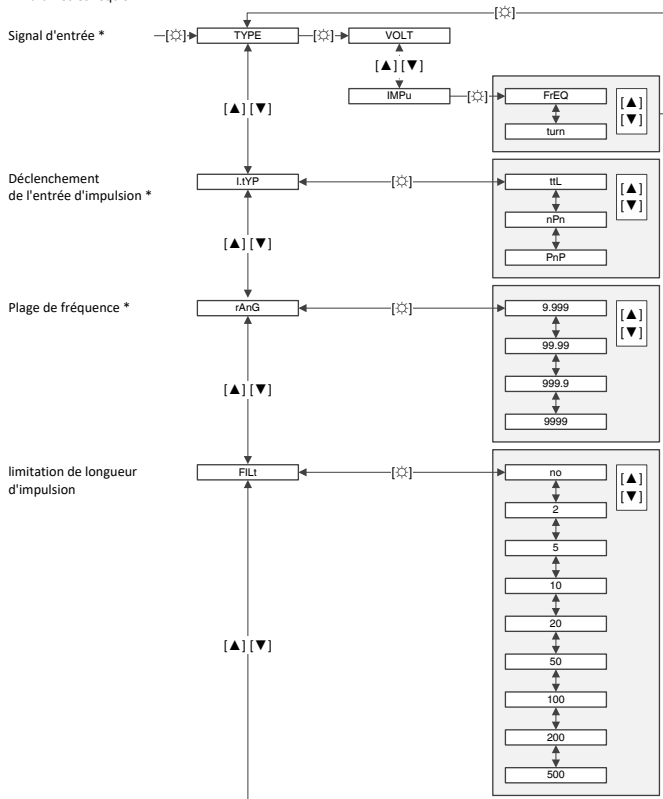 [☼]
Signal d'entrée * [☼] TYPE [☼] VOLT
[▲] [▼]
IMPu [☼] FrEQ [▲]
[▼]
turn
[▲] [▼]
Déclenchement
de l'entrée d'impulsion * I.tYP [☼] ttL [▲]
[▼]
nPn
PnP
[▲] [▼]
Plage de fréquence * rAnG [☼] 9.999 [▲]
[▼]
99.99
999.9
9999
[▲] [▼]
limitation de longueur
d'impulsion FILt [☼] no [▲]
[▼]
2
5
10
20
[▲] [▼]
50
100
200
500